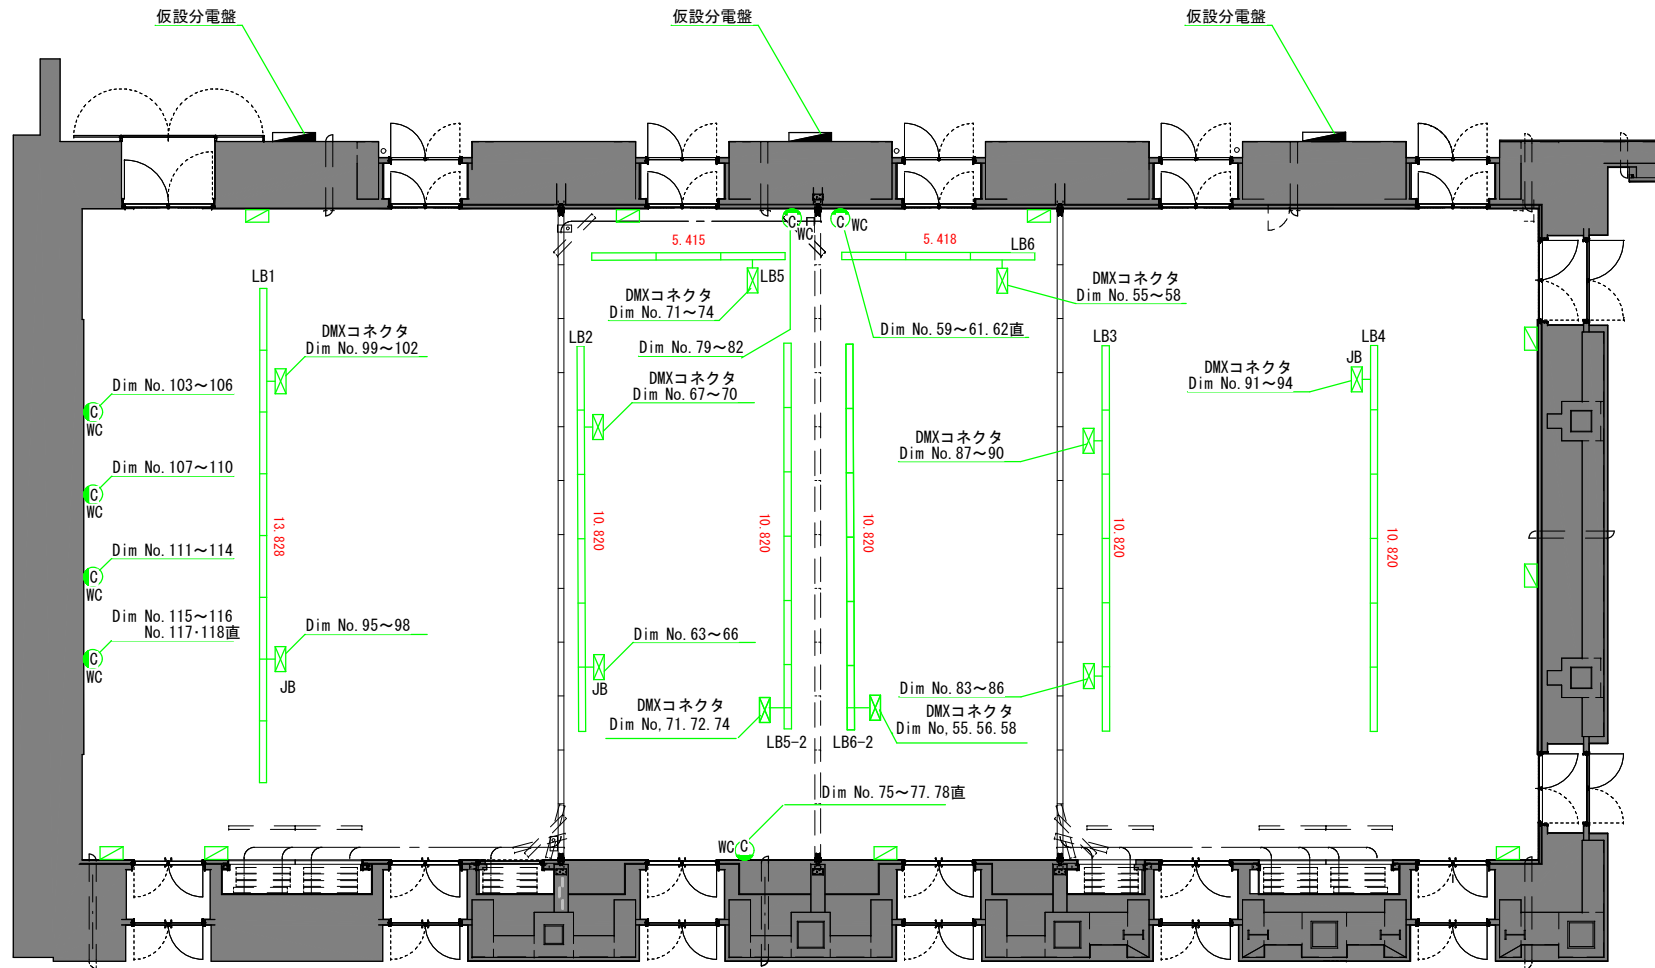 仮設分電盤
仮設分電盤
仮設分電盤
C
WC
C
WC
5.415
5.418
LB6
LB5
LB1
DMXコネクタ
Dim No.71～74
DMXコネクタ
Dim No.55～58
DMXコネクタ
Dim No.99～102
LB2
Dim No.79～82
Dim No.59～61.62直
LB3
LB4
JB
DMXコネクタ
Dim No.67～70
DMXコネクタ
Dim No.91～94
Dim No.103～106
C
WC
DMXコネクタ
Dim No.87～90
Dim No.107～110
C
WC
13.828
10.820
10.820
10.820
10.820
10.820
Dim No.111～114
C
WC
Dim No.115～116
No.117･118直
C
WC
Dim No.95～98
JB
Dim No.63～66
JB
DMXコネクタ
Dim No,71.72.74
LB5-2
LB6-2
Dim No.83～86
DMXコネクタ
Dim No,55.56.58
Dim No.75～77.78直
WC
C